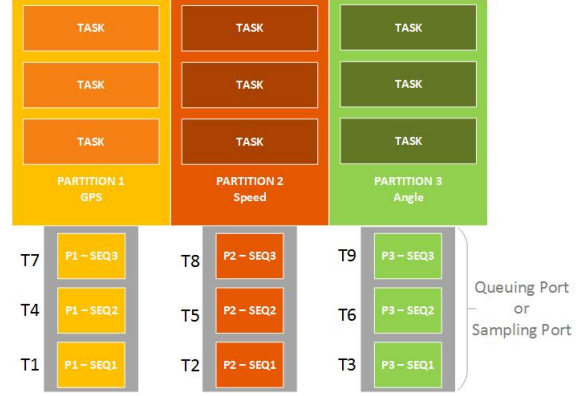 TASK TASK TASK
TASK TASK TASK
TASK TASK TASK
PARTITION 1 PARTITION 2 PARTITION 3
GPS Speed Angle
T7 P1 – SEQ3 T8 P2 – SEQ3 T9 P3 – SEQ3
T4 P1 – SEQ2 T5 P2 – SEQ2 T6 P3 – SEQ2
T1 P1 – SEQ1 T2 P2 – SEQ1 T3 P3 – SEQ1
Queuing Port
or
Sampling Port